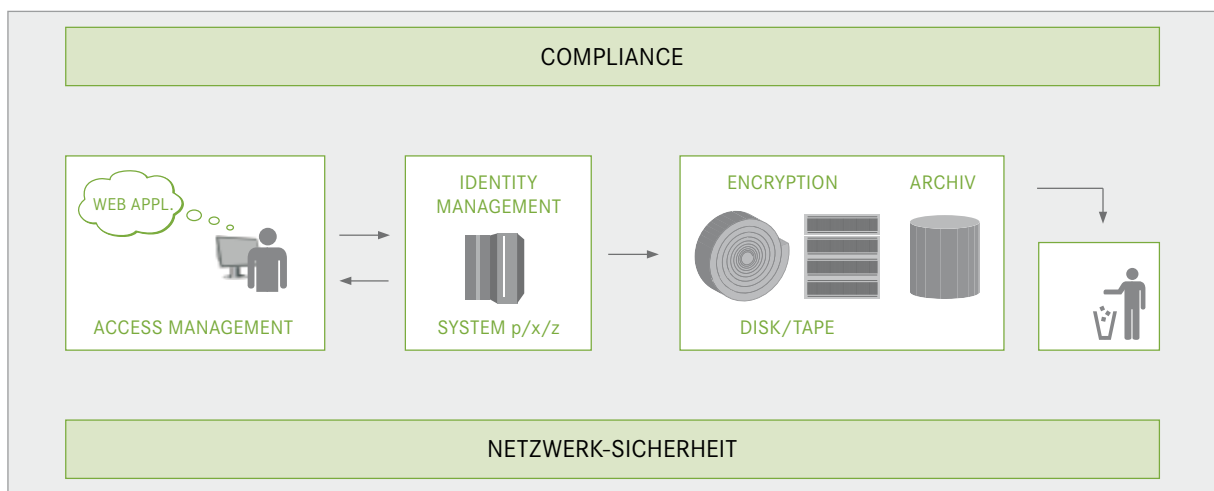 COMPLIANCE
WEB APPL.
ACCESS MANAGEMENT
IDENTITY
MANAGEMENT
SYSTEM p/x/z
ENCRYPTION
ARCHIV
DISK/TAPE
NETZWERK-SICHERHEIT